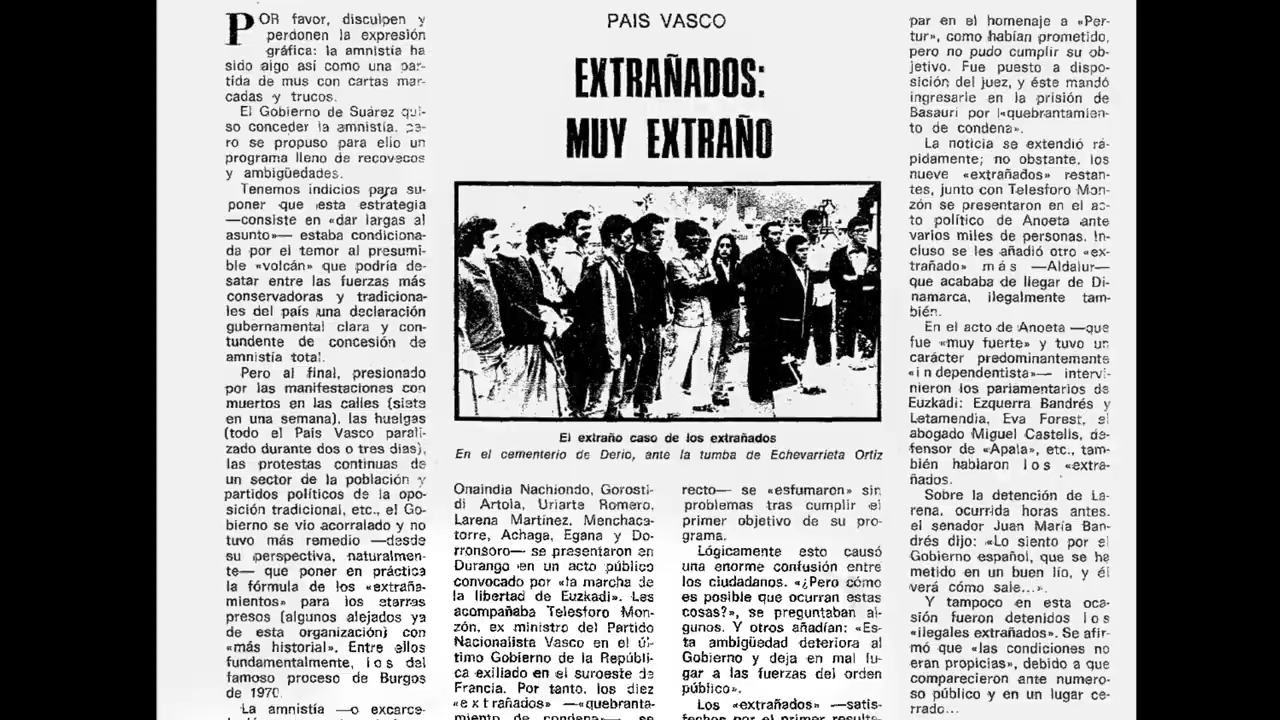 POR favor, disculpen y
perdonen la expresión
gráfica: la amnistía ha
sido algo así como una par-
tida de mus con cartas mar-
cadas y trucos.
El Gobierno de Suárez qui-
so conceder la amnistía, pe-
ro se propuso para ello un
programa lleno de recovecos
y ambigüedades.
Tenemos indicios para su-
poner que esta estrategia
—consiste en «dar largas al
asunto»— estaba condiciona-
da por el temor al presumi-
ble «volcán» que podría de-
satar entre las fuerzas más
conservadoras y tradiciona-
les del país una declaración
gubernamental clara y con-
tundente de concesión de
amnistía total.
Pero al final, presionado
por las manifestaciones con
muertos en las calles (siete
en una semana), las huelgas
(todo el País Vasco parali-
zado durante dos o tres días),
las protestas continuas de
un sector de la población y
partidos políticos de la opo-
sición tradicional, etc., el Go-
bierno se vio acorralado y no
tuvo más remedio —desde
su perspectiva, naturalmen-
te— que poner en práctica
la fórmula de los «extraña-
mientos» para los etarras
presos (algunos alejados ya
de esta organización) con
«más historial». Entre ellos
fundamentalmente, los del
famoso proceso de Burgos
de 1970.
La amnistía —o excarce-
PAIS VASCO
EXTRAÑADOS:
MUY EXTRAÑO
El extraño caso de los extrañados
En el cementerio de Derio, ante la tumba de Echevarrieta Ortiz
Onaindia Nachiondo, Gorosti-
di Artola, Uriarte Romero,
Larena Martínez, Menchaca-
torre, Achaga, Egana y Do-
rronsoro— se presentaron en
Durango en un acto público
convocado por «la marcha de
la libertad de Euzkadi». Les
acompañaba Telesforo Mon-
zón, ex ministro del Partido
Nacionalista Vasco en el úl-
timo Gobierno de la Repúbli-
ca exiliado en el suroeste de
Francia. Por tanto, los diez
«extrañados» —«quebranta-
miento de condena»— se
recto— se «esfumaron» sin
problemas tras cumplir el
primer objetivo de su pro-
grama.
Lógicamente esto causó
una enorme confusión entre
los ciudadanos. «¿Pero cómo
es posible que ocurran estas
cosas?», se preguntaban al-
gunos. Y otros añadían: «Es-
ta ambigüedad deteriora al
Gobierno y deja en mal lu-
gar a las fuerzas del orden
público».
Los «extrañados» —satis-
fechos por el primer resulta-
par en el homenaje a «Per-
tur», como habían prometido,
pero no pudo cumplir su ob-
jetivo. Fue puesto a dispo-
sición del juez, y éste mandó
ingresarle en la prisión de
Basauri por «quebrantamien-
to de condena».
La noticia se extendió rá-
pidamente; no obstante, los
nueve «extrañados» restan-
tes, junto con Telesforo Mon-
zón se presentaron en el ac-
to político de Anoeta ante
varios miles de personas. In-
cluso se les añadió otro «ex-
trañado» más —Aldalur—
que acababa de llegar de Di-
namarca, ilegalmente tam-
bién.
En el acto de Anoeta —que
fue «muy fuerte» y tuvo un
carácter predominantemente
«independentista»— intervi-
nieron los parlamentarios de
Euzkadi: Ezquerra Bandrés y
Letamendia, Eva Forest, el
abogado Miguel Castells, de-
fensor de «Apala», etc., tam-
bién hablaron los «extra-
ñados.
Sobre la detención de La-
rena, ocurrida horas antes,
el senador Juan María Ban-
drés dijo: «Lo siento por el
Gobierno español, que se ha
metido en un buen lío, y él
verá cómo sale...».
Y tampoco en esta oca-
sión fueron detenidos los
«ilegales extrañados». Se afir-
mó que «las condiciones no
eran propicias», debido a que
comparecieron ante numero-
so público y en un lugar ce-
rrado...